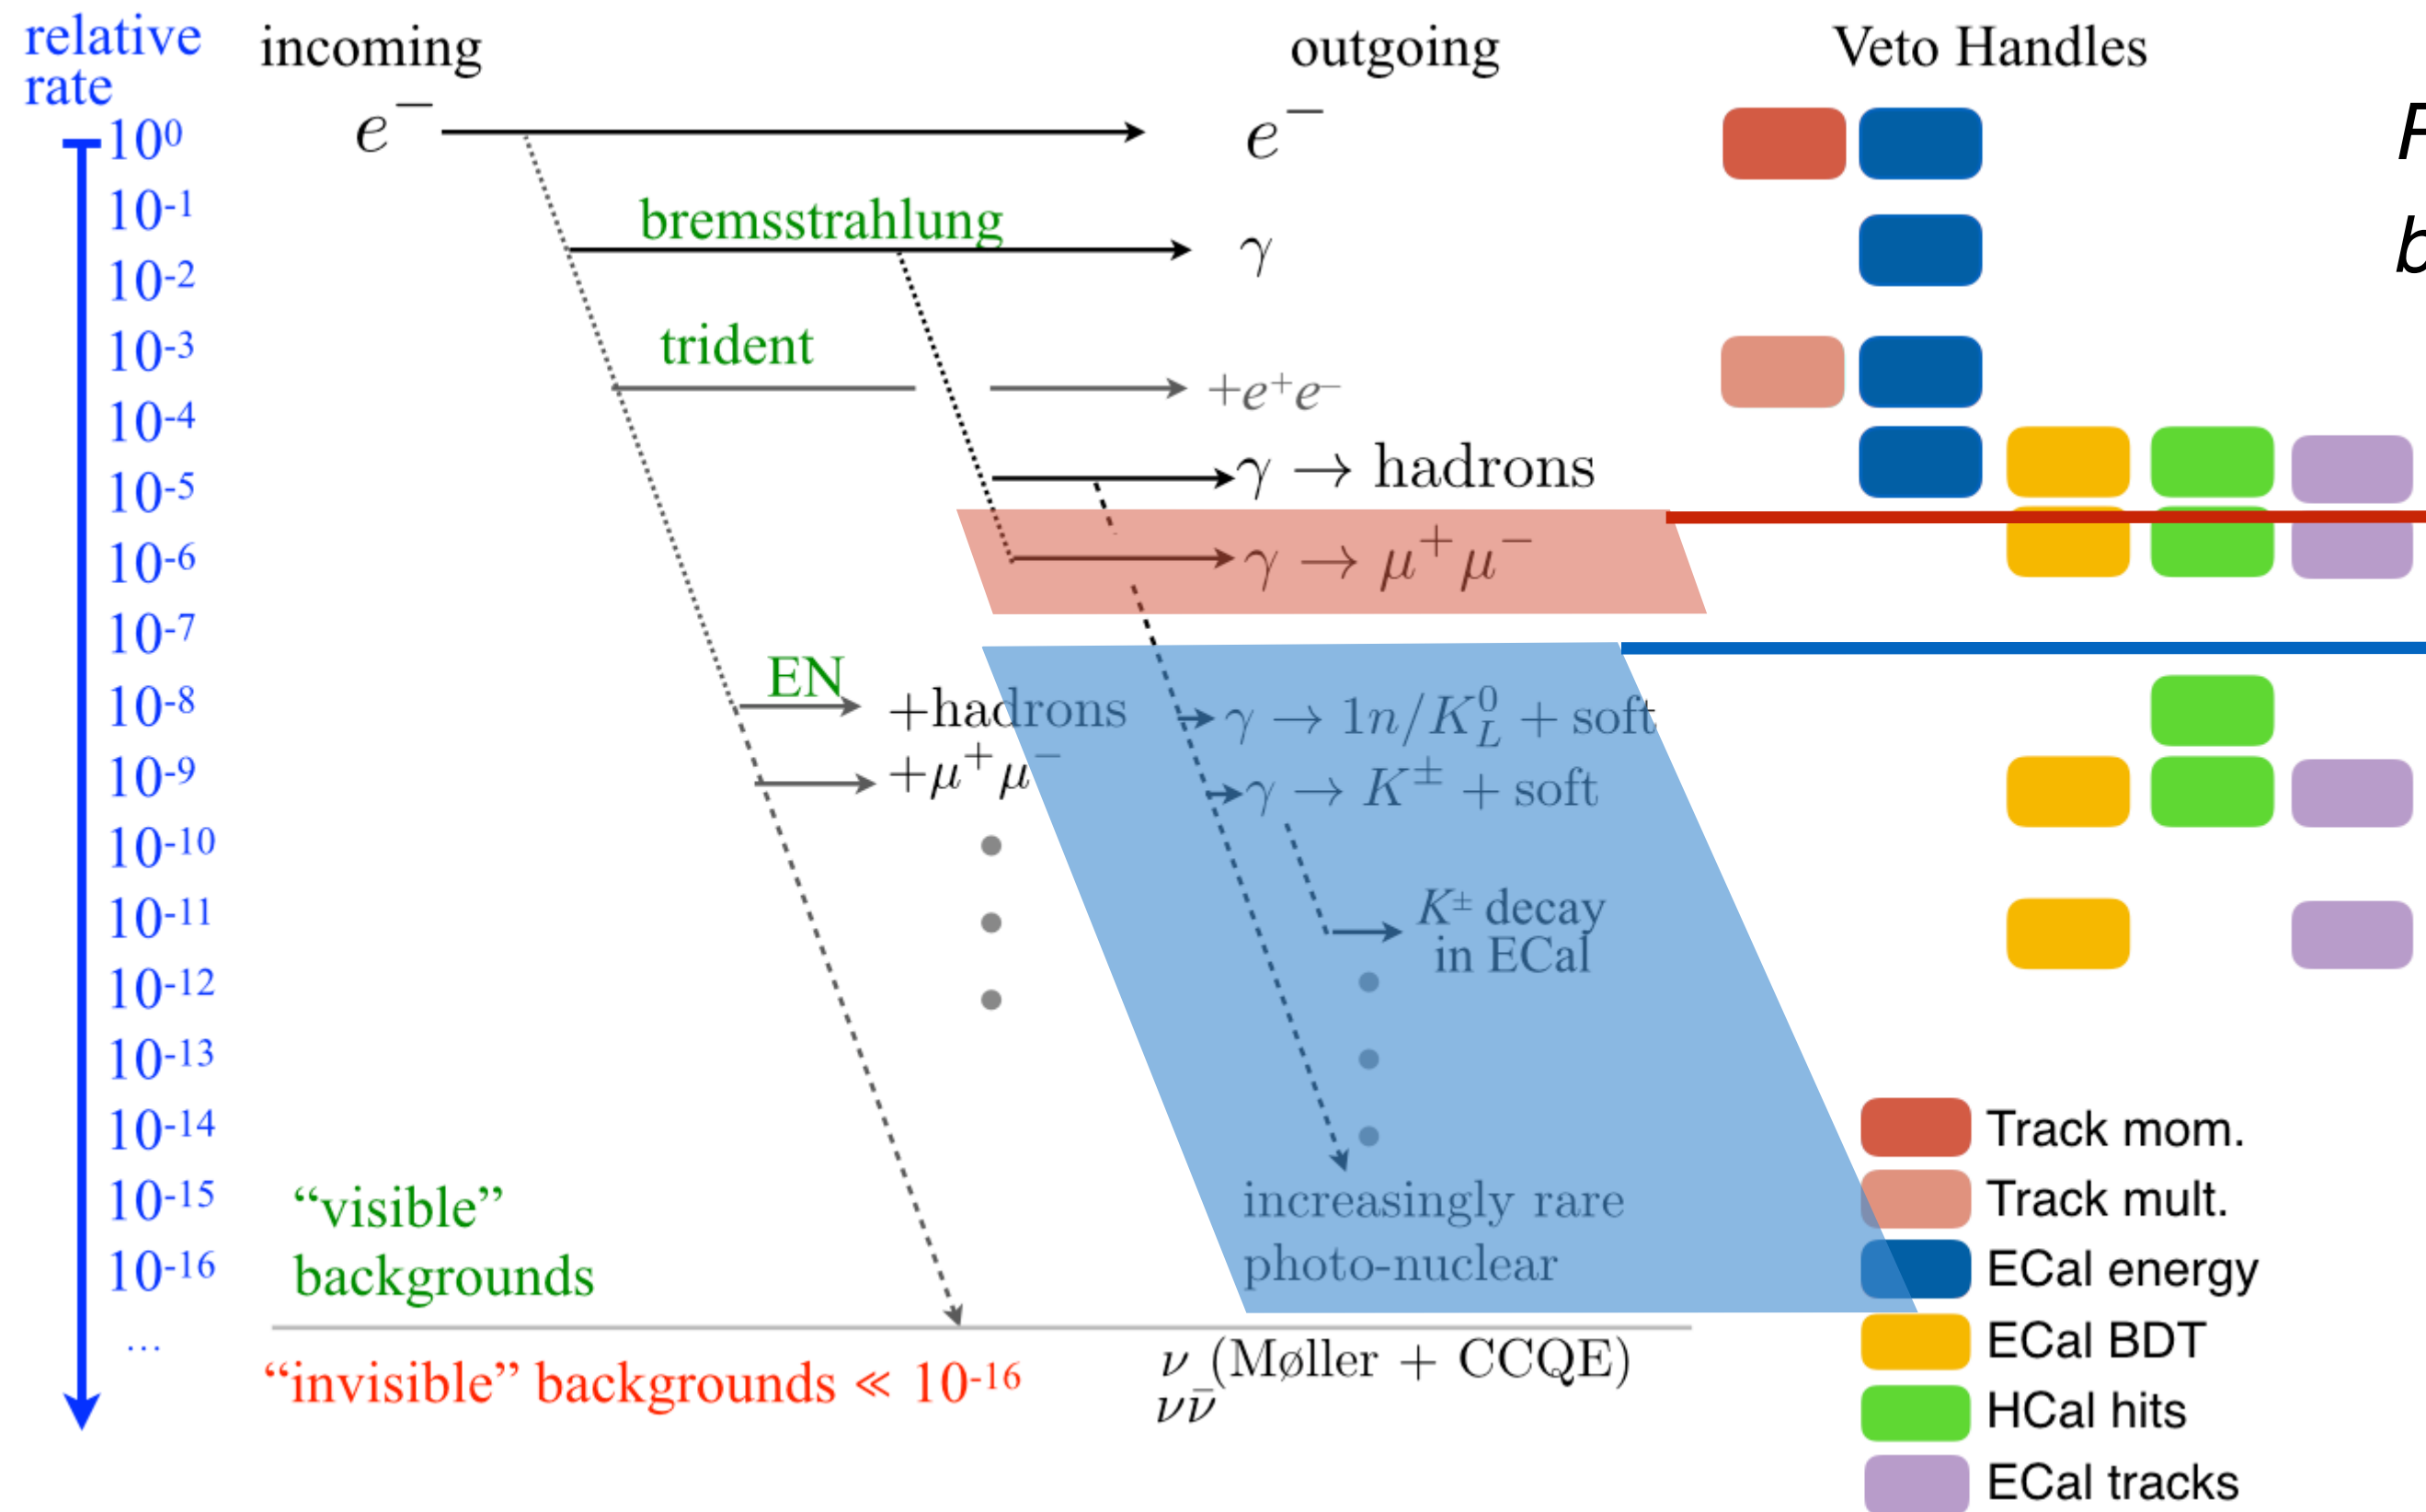 relative
rate
incoming
outgoing
Veto Handles
e⁻
e⁻
10⁰
10⁻¹
10⁻²
10⁻³
10⁻⁴
10⁻⁵
10⁻⁶
10⁻⁷
10⁻⁸
10⁻⁹
10⁻¹⁰
10⁻¹¹
10⁻¹²
10⁻¹³
10⁻¹⁴
10⁻¹⁵
10⁻¹⁶
...
bremsstrahlung
γ
trident
+e⁺e⁻
γ → hadrons
γ → μ⁺μ⁻
EN
+hadrons
γ → 1n/K⁰_L + soft
+μ⁺μ⁻
γ → K± + soft
K± decay
in ECal
"visible"
backgrounds
increasingly rare
photo-nuclear
"invisible" backgrounds ≪ 10⁻¹⁶
ν (Møller + CCQE)
νν̄
Track mom.
Track mult.
ECal energy
ECal BDT
HCal hits
ECal tracks